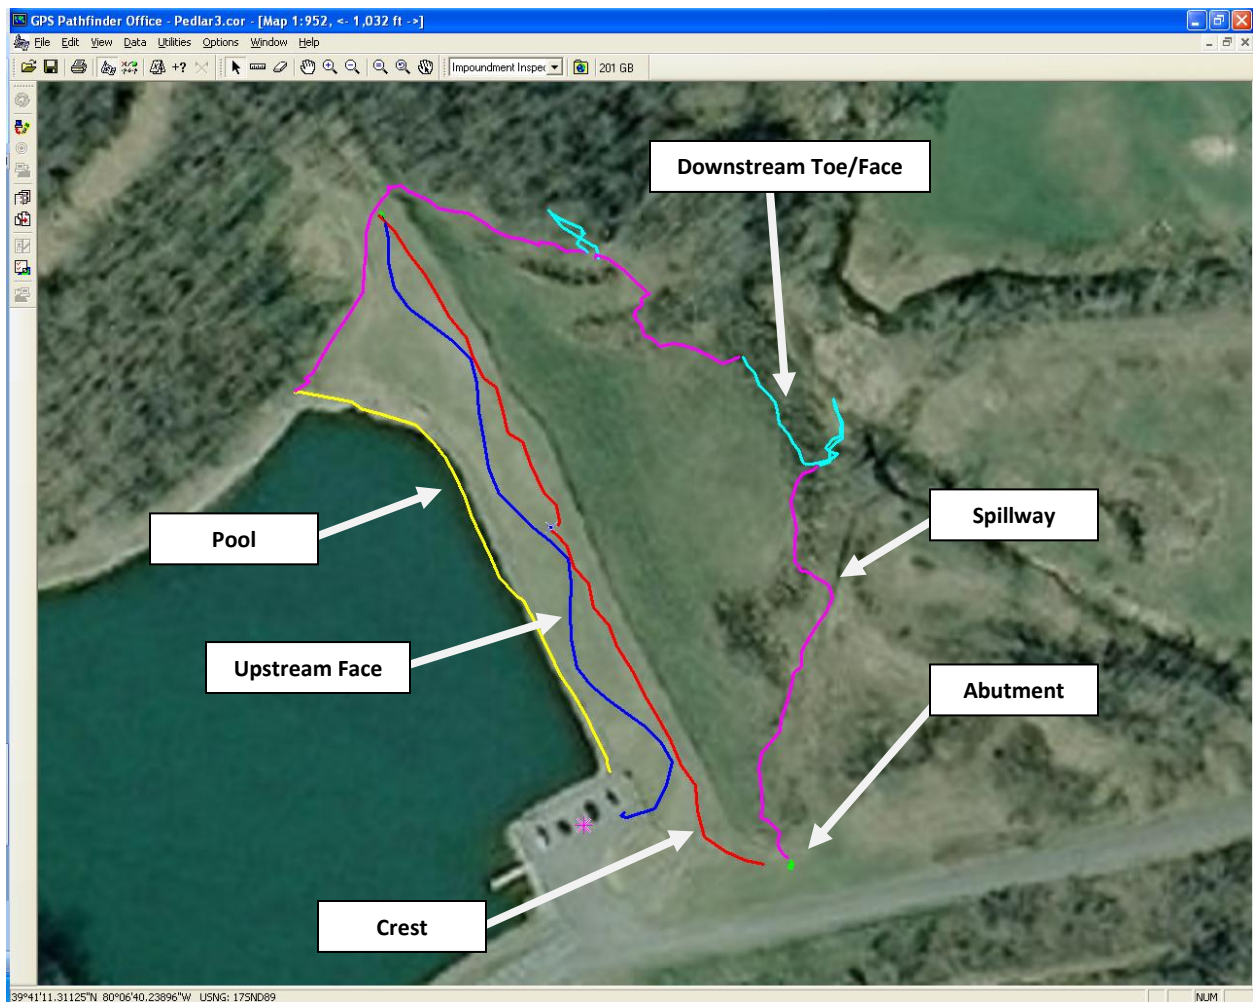 GPS Pathfinder Office - Pedlar3.cor - [Map 1:952, <- 1,032 ft ->]
File Edit View Data Utilities Options Window Help
+? Impoundment Inspec 201 GB
Downstream Toe/Face
Pool
Spillway
Upstream Face
Abutment
Crest
39°41'11.31125"N 80°06'40.23896"W USNG: 17SND89 NUM